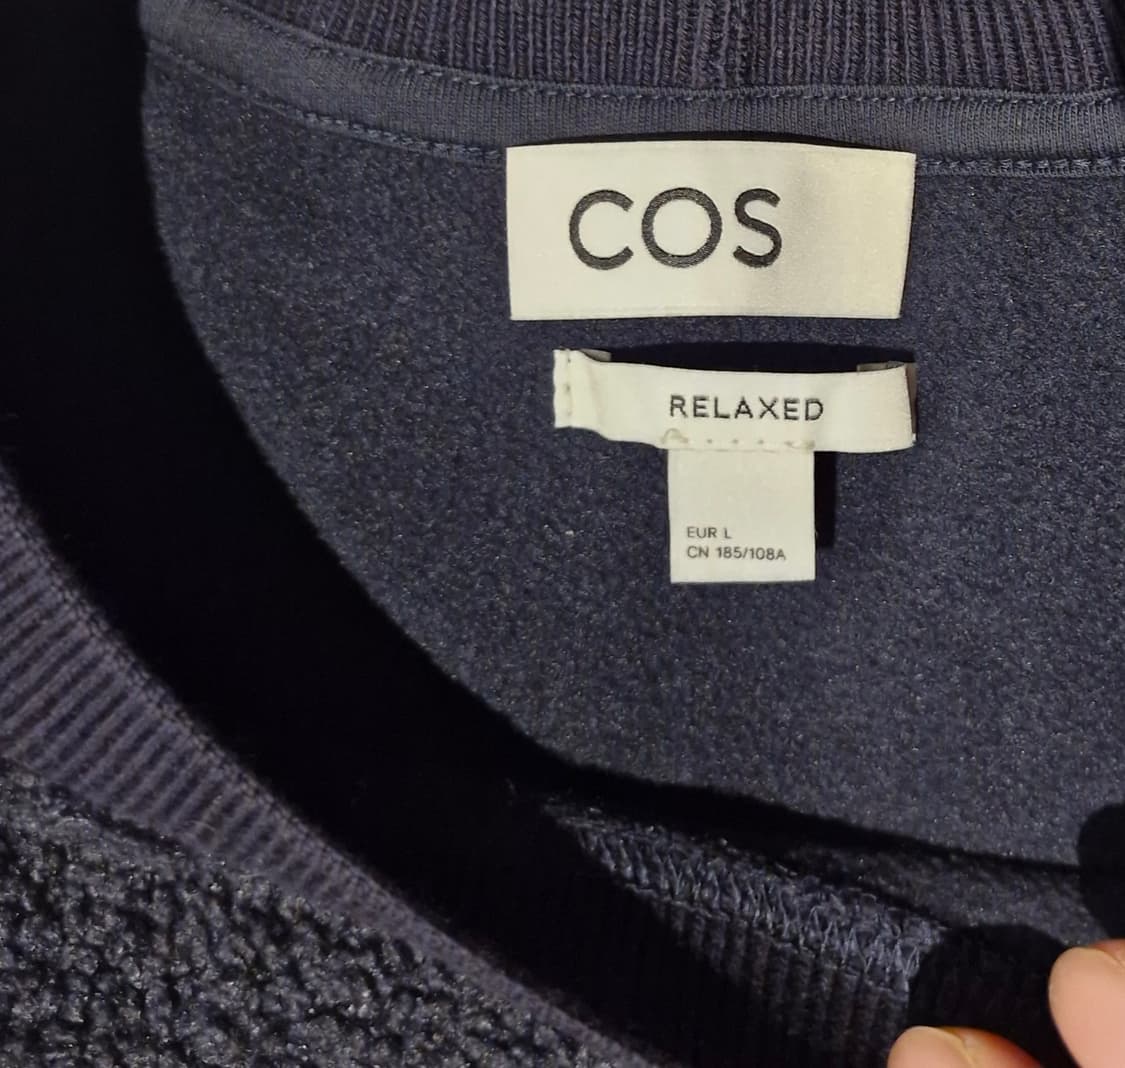 COS
RELAXED
EUR L
CN 185/108A